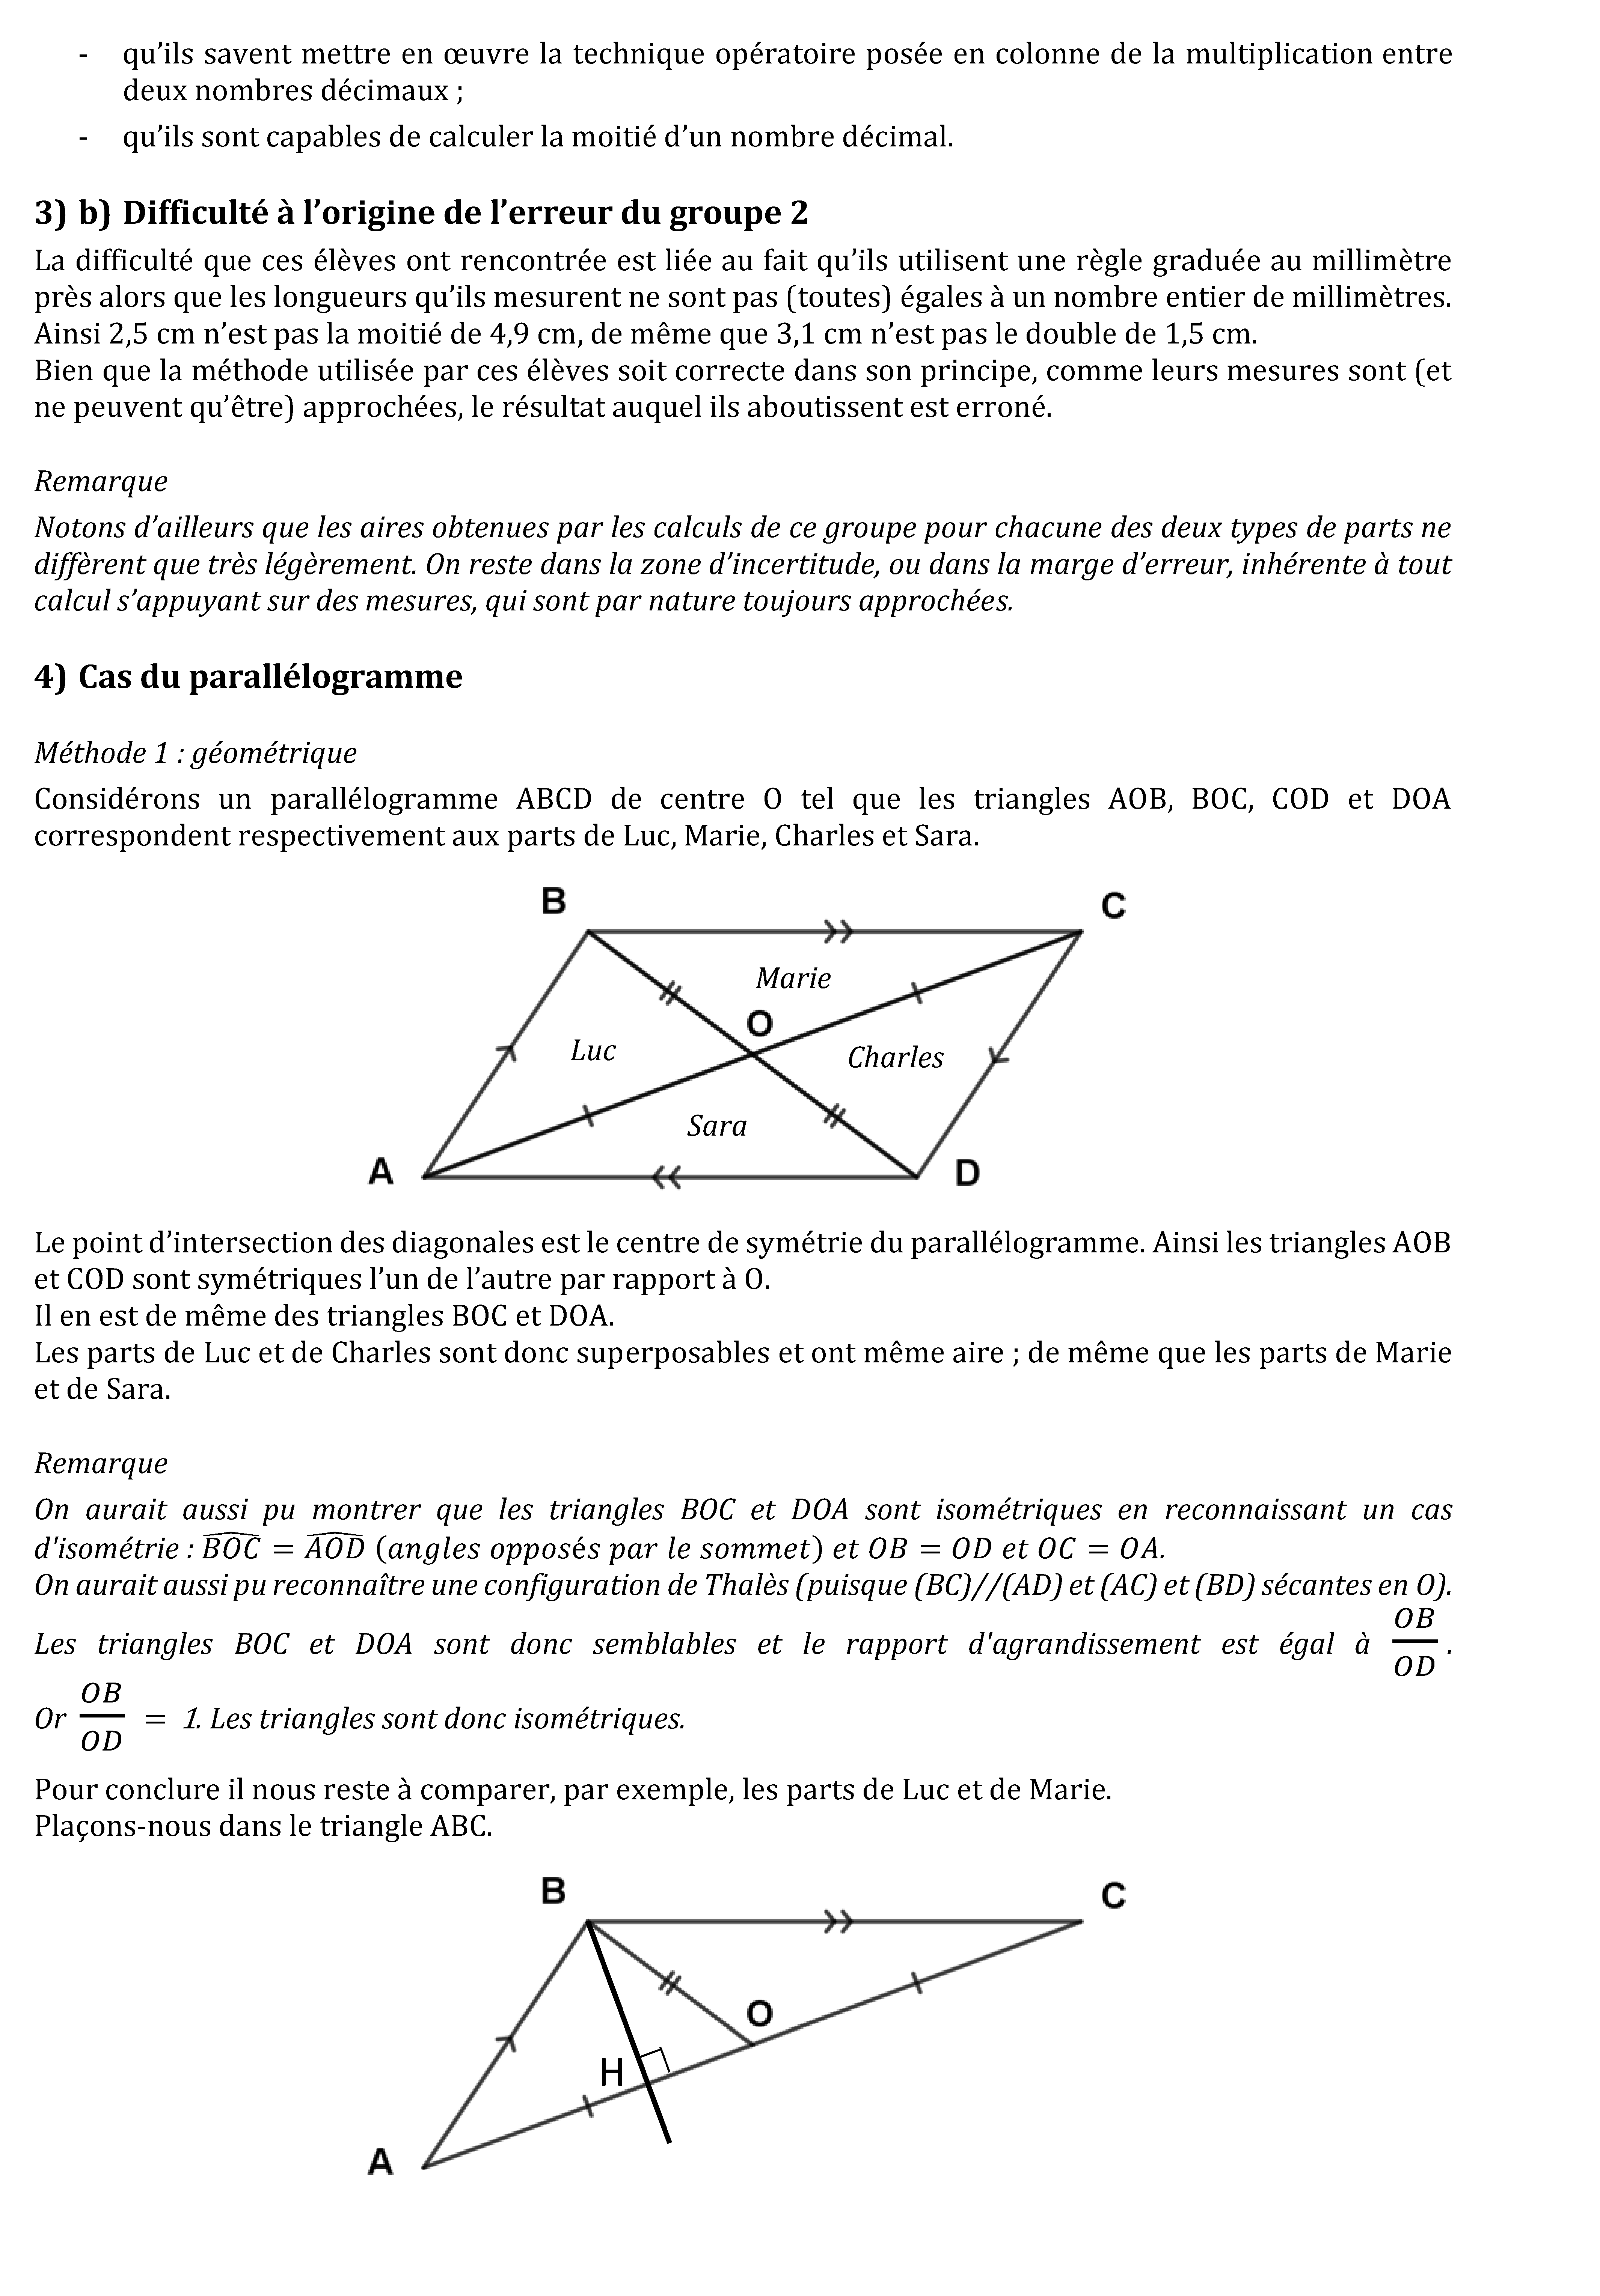 - qu’ils savent mettre en œuvre la technique opératoire posée en colonne de la multiplication entre
deux nombres décimaux ;
- qu’ils sont capables de calculer la moitié d’un nombre décimal.
3) b) Difficulté à l’origine de l’erreur du groupe 2
La difficulté que ces élèves ont rencontrée est liée au fait qu’ils utilisent une règle graduée au millimètre
près alors que les longueurs qu’ils mesurent ne sont pas (toutes) égales à un nombre entier de millimètres.
Ainsi 2,5 cm n’est pas la moitié de 4,9 cm, de même que 3,1 cm n’est pas le double de 1,5 cm.
Bien que la méthode utilisée par ces élèves soit correcte dans son principe, comme leurs mesures sont (et
ne peuvent qu’être) approchées, le résultat auquel ils aboutissent est erroné.
Remarque
Notons d’ailleurs que les aires obtenues par les calculs de ce groupe pour chacune des deux types de parts ne
diffèrent que très légèrement. On reste dans la zone d’incertitude, ou dans la marge d’erreur, inhérente à tout
calcul s’appuyant sur des mesures, qui sont par nature toujours approchées.
4) Cas du parallélogramme
Méthode 1 : géométrique
Considérons un parallélogramme ABCD de centre O tel que les triangles AOB, BOC, COD et DOA
correspondent respectivement aux parts de Luc, Marie, Charles et Sara.
B
C
Marie
O
Luc
Charles
Sara
A
D
Le point d’intersection des diagonales est le centre de symétrie du parallélogramme. Ainsi les triangles AOB
et COD sont symétriques l’un de l’autre par rapport à O.
Il en est de même des triangles BOC et DOA.
Les parts de Luc et de Charles sont donc superposables et ont même aire ; de même que les parts de Marie
et de Sara.
Remarque
On aurait aussi pu montrer que les triangles BOC et DOA sont isométriques en reconnaissant un cas
d'isométrie : \widehat{BOC} = \widehat{AOD} (angles opposés par le sommet) et OB = OD et OC = OA.
On aurait aussi pu reconnaître une configuration de Thalès (puisque (BC)//(AD) et (AC) et (BD) sécantes en O).
Les triangles BOC et DOA sont donc semblables et le rapport d'agrandissement est égal à \frac{OB}{OD} .
Or \frac{OB}{OD} = 1. Les triangles sont donc isométriques.
Pour conclure il nous reste à comparer, par exemple, les parts de Luc et de Marie.
Plaçons-nous dans le triangle ABC.
B
C
O
H
A